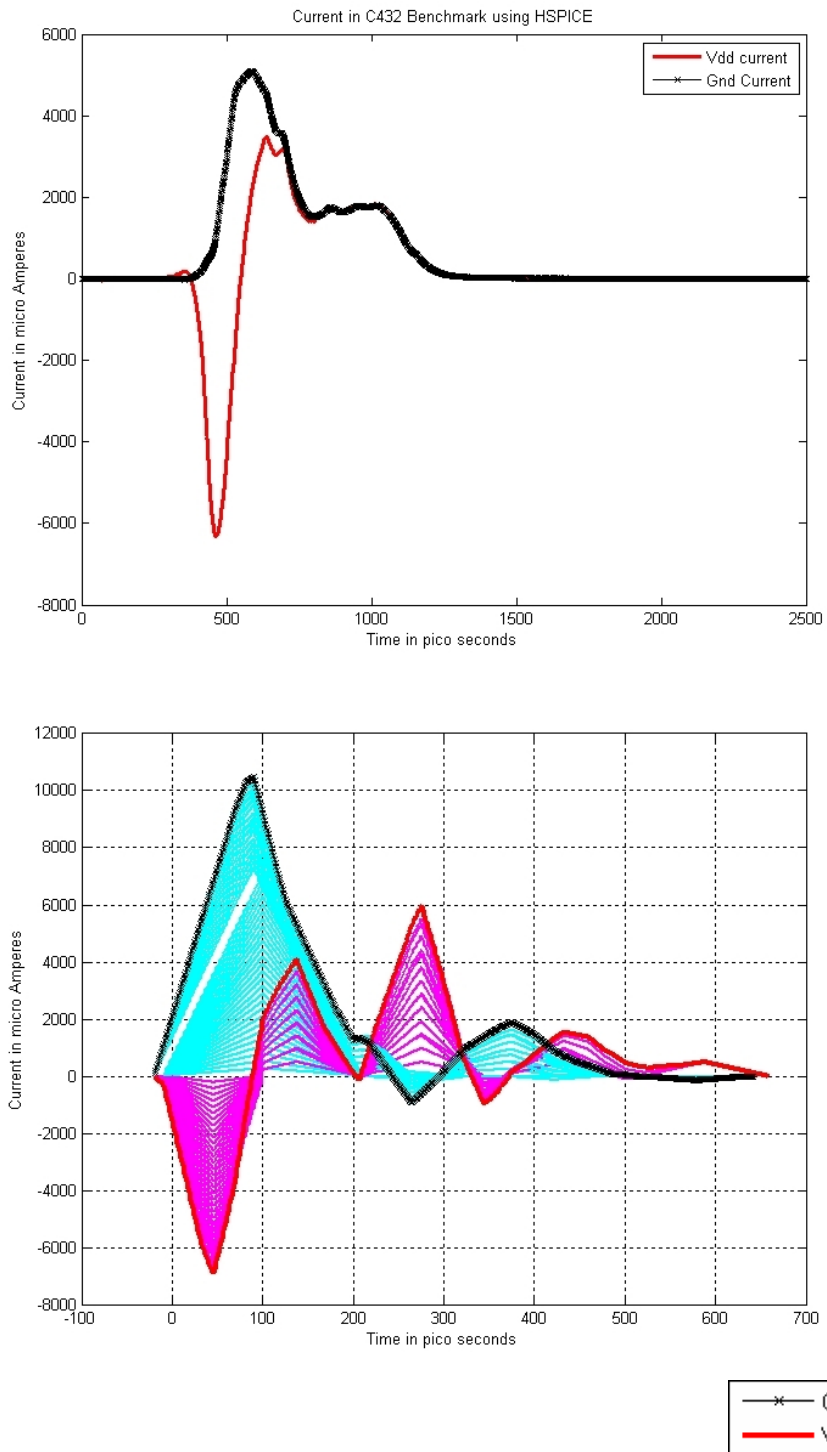 Current in C432 Benchmark using HSPICE
6000
4000
2000
0
-2000
-4000
-6000
-8000
Current in micro Amperes
Vdd current
Gnd Current
0 500 1000 1500 2000 2500
Time in pico seconds
12000
10000
8000
6000
4000
2000
0
-2000
-4000
-6000
-8000
Current in micro Amperes
-100 0 100 200 300 400 500 600 700
Time in pico seconds